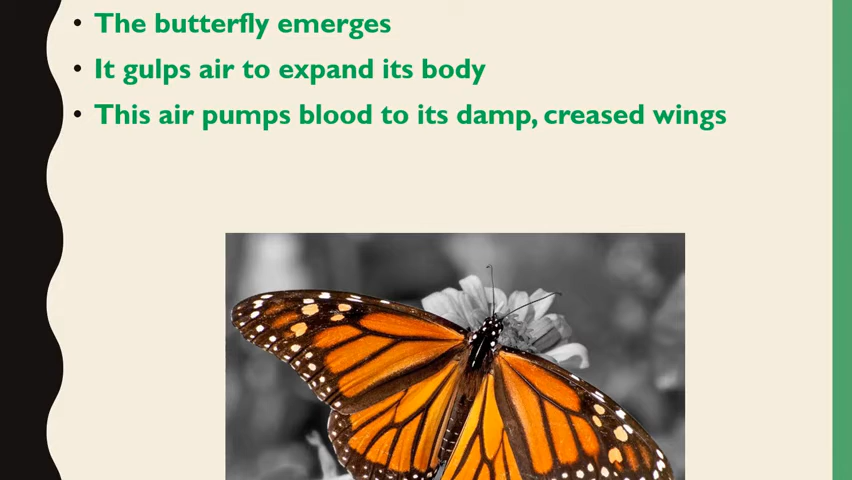 • The butterfly emerges
• It gulps air to expand its body
• This air pumps blood to its damp, creased wings